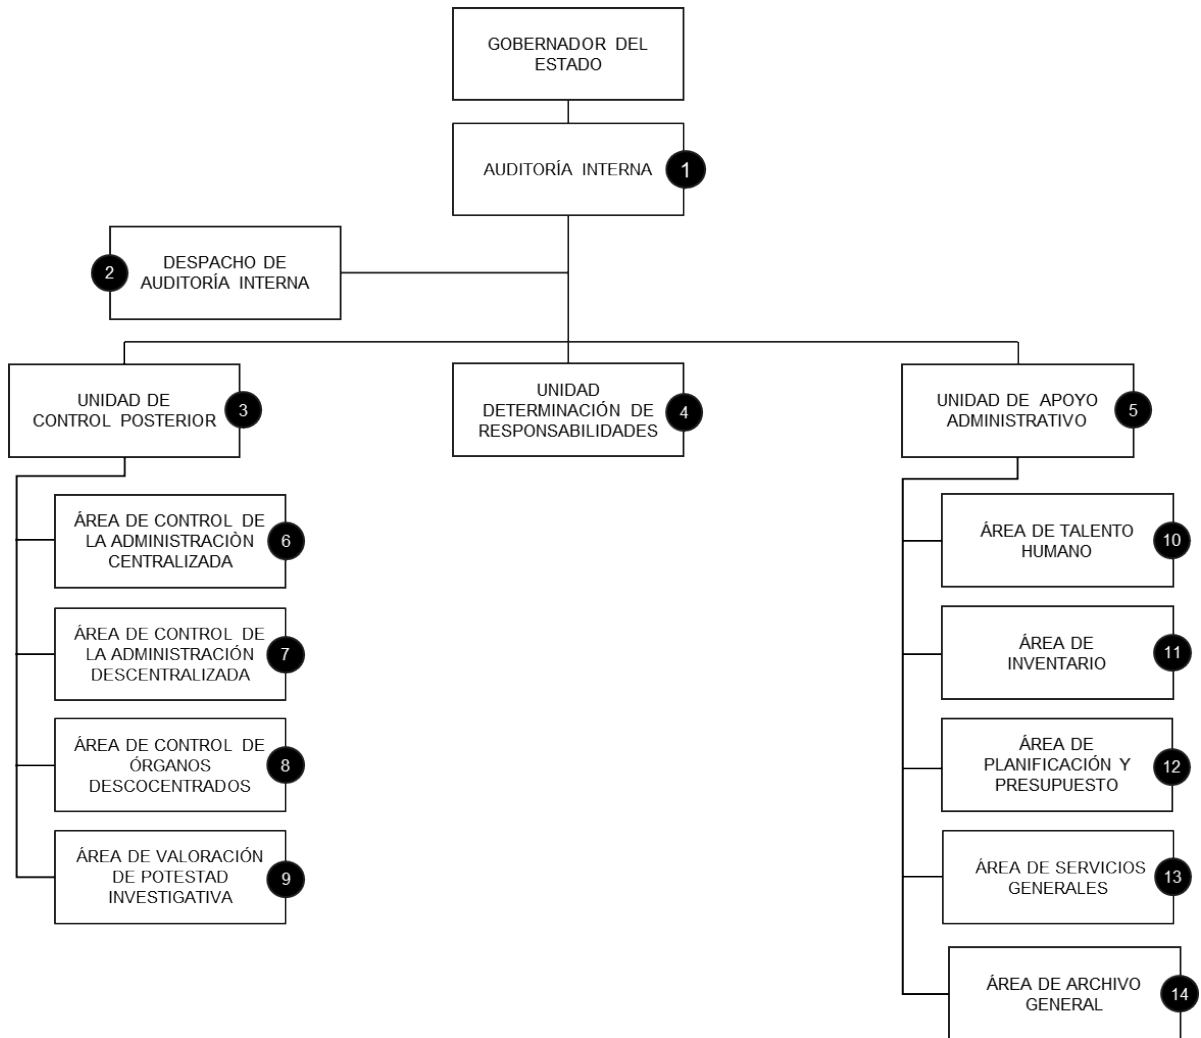 GOBERNADOR DEL
ESTADO
AUDITORÍA INTERNA
1
DESPACHO DE
AUDITORÍA INTERNA
2
UNIDAD DE
CONTROL POSTERIOR
3
UNIDAD
DETERMINACIÓN DE
RESPONSABILIDADES
4
UNIDAD DE APOYO
ADMINISTRATIVO
5
ÁREA DE CONTROL DE
LA ADMINISTRACIÒN
CENTRALIZADA
6
ÁREA DE CONTROL DE
LA ADMINISTRACIÓN
DESCENTRALIZADA
7
ÁREA DE CONTROL DE
ÓRGANOS
DESCOCENTRADOS
8
ÁREA DE VALORACIÓN
DE POTESTAD
INVESTIGATIVA
9
ÁREA DE TALENTO
HUMANO
10
ÁREA DE
INVENTARIO
11
ÁREA DE
PLANIFICACIÓN Y
PRESUPUESTO
12
ÁREA DE SERVICIOS
GENERALES
13
ÁREA DE ARCHIVO
GENERAL
14